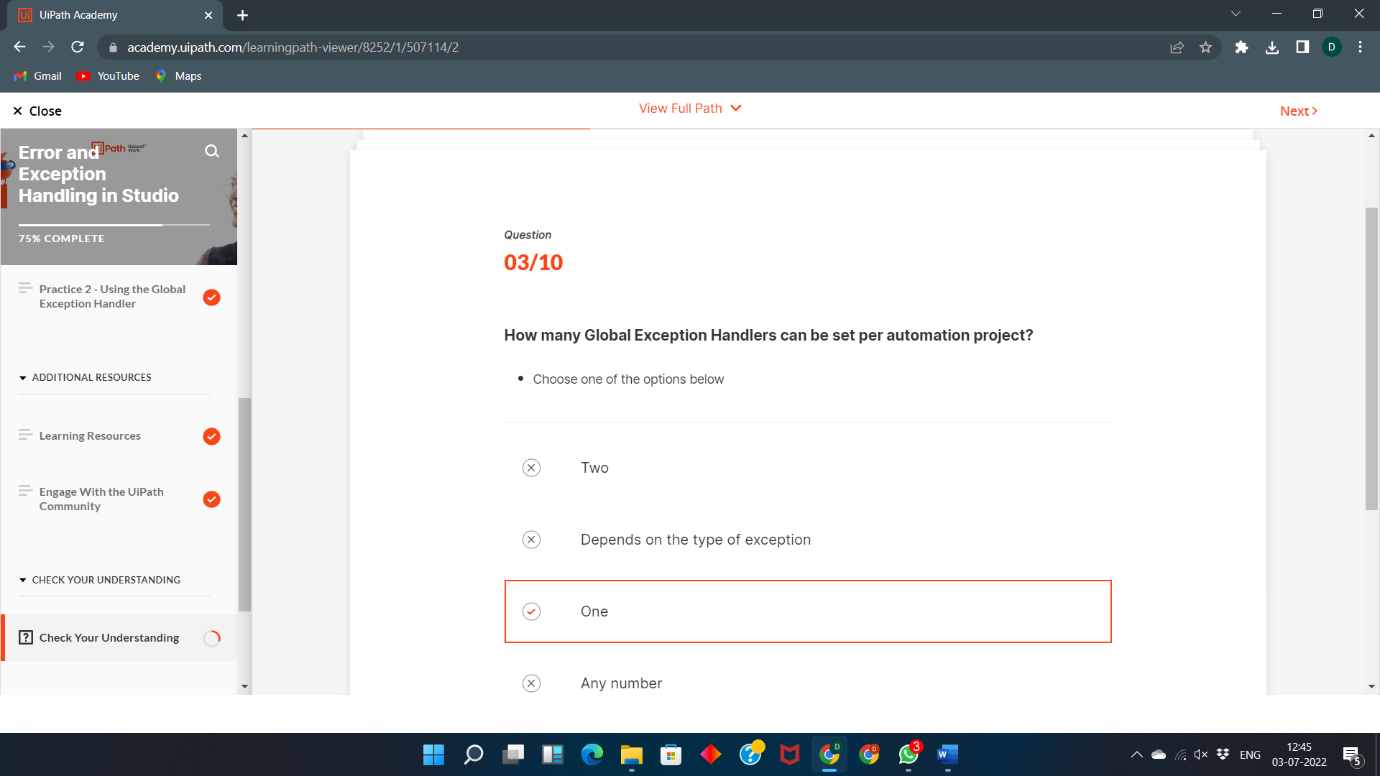 UiPath Academy
academy.uipath.com/learningpath-viewer/8252/1/507114/2
D
Gmail
YouTube
Maps
Close
View Full Path
Next
Error and
Exception
Handling in Studio
UiPath
75% COMPLETE
Practice 2 - Using the Global
Exception Handler
ADDITIONAL RESOURCES
Learning Resources
Engage With the UiPath
Community
CHECK YOUR UNDERSTANDING
Check Your Understanding
Question
03/10
How many Global Exception Handlers can be set per automation project?
• Choose one of the options below
Two
Depends on the type of exception
One
Any number
3
ENG
12:45
03-07-2022
5